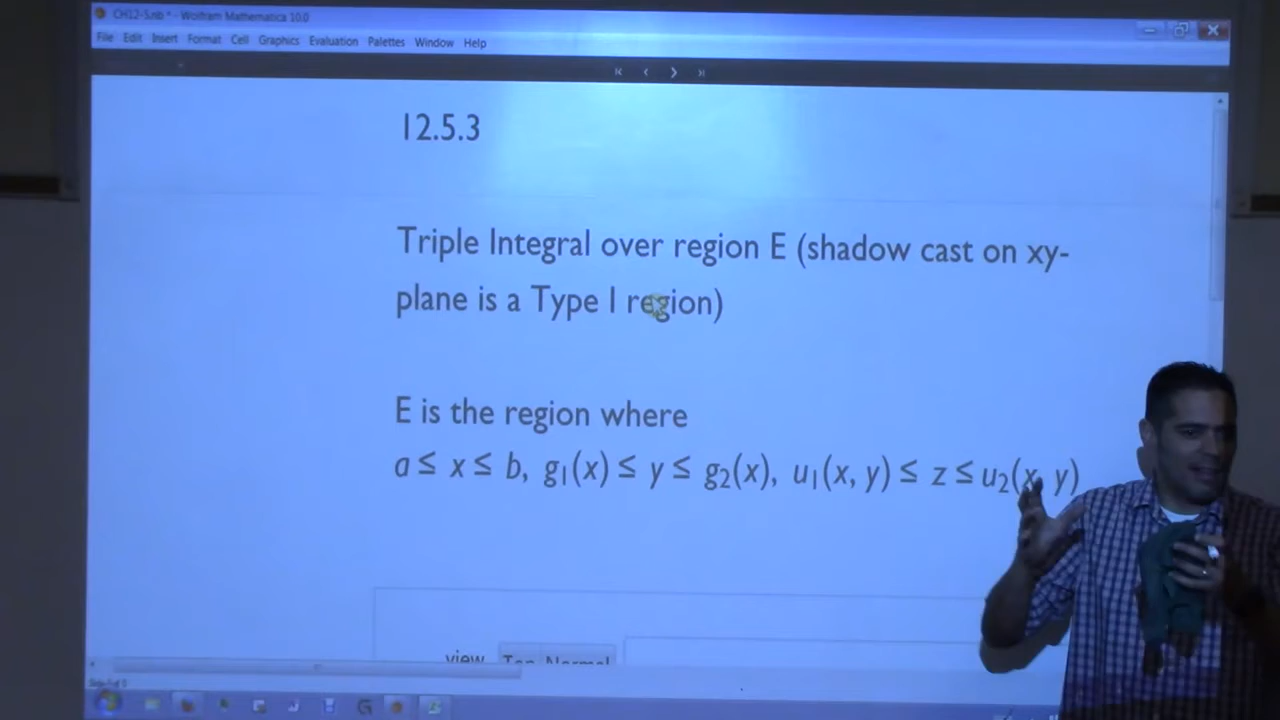 CH12-5.nb * - Wolfram Mathematica 10.0
File Edit Insert Format Cell Graphics Evaluation Palettes Window Help
12.5.3
Triple Integral over region E (shadow cast on xy-
plane is a Type I region)
E is the region where
a ≤ x ≤ b, g₁(x) ≤ y ≤ g₂(x), u₁(x, y) ≤ z ≤ u₂(x, y)
view Top Normal